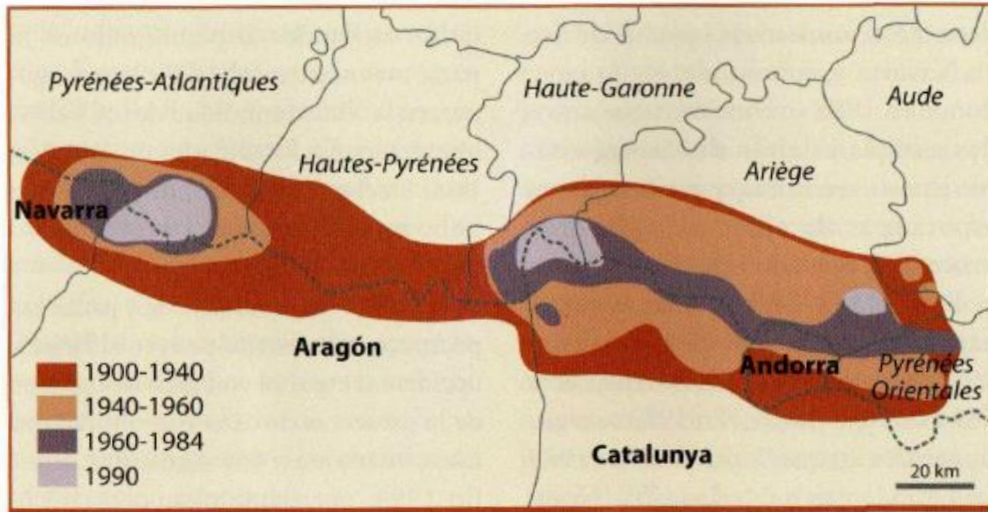 Pyrénées-Atlantiques
Haute-Garonne
Aude
Hautes-Pyrénées
Ariège
Navarra
Aragón
Andorra
Pyrénées
Orientales
Catalunya
1900-1940
1940-1960
1960-1984
1990
20 km